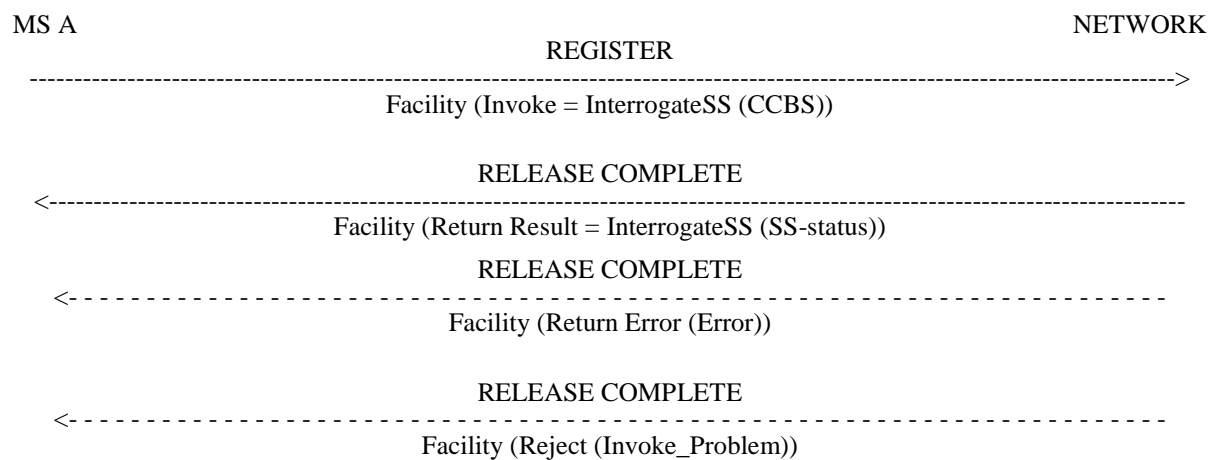 MS A NETWORK
REGISTER
Facility (Invoke = InterrogateSS (CCBS))
RELEASE COMPLETE
Facility (Return Result = InterrogateSS (SS-status))
RELEASE COMPLETE
Facility (Return Error (Error))
RELEASE COMPLETE
Facility (Reject (Invoke_Problem))